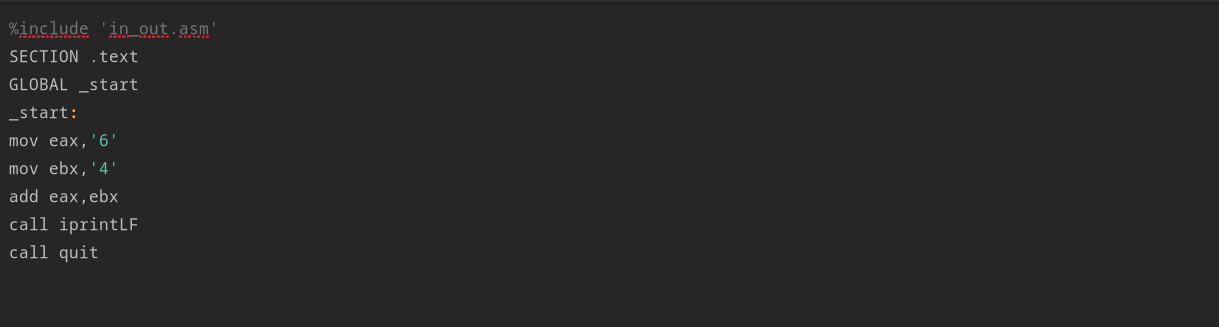 %include 'in_out.asm'
SECTION .text
GLOBAL _start
_start:
mov eax,'6'
mov ebx,'4'
add eax,ebx
call iprintLF
call quit